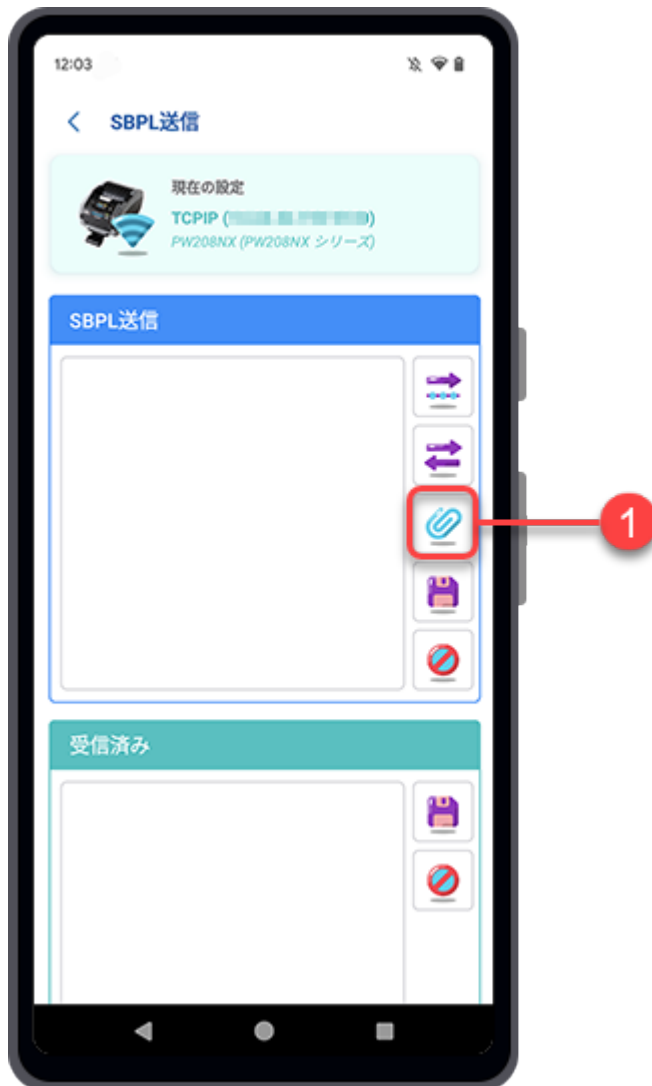 12:03
SBPL送信
現在の設定
TCPIP (
)
PW208NX (PW208NX シリーズ)
SBPL送信
1
受信済み